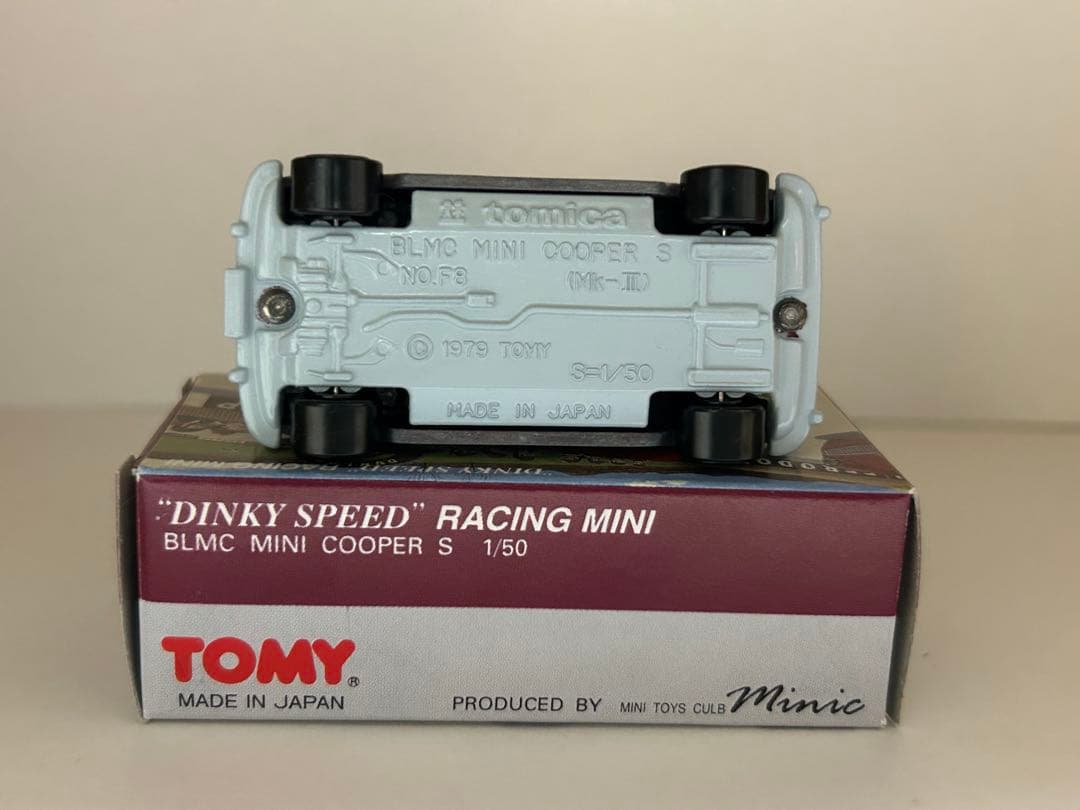 tomica
BLMC MINI COOPER S
NO.F8 (Mk-III)
© 1979 TOMY
S=1/50
MADE IN JAPAN
"DINKY SPEED" RACING MINI
BLMC MINI COOPER S 1/50
TOMY®
MADE IN JAPAN
PRODUCED BY MINI TOYS CULB Minic